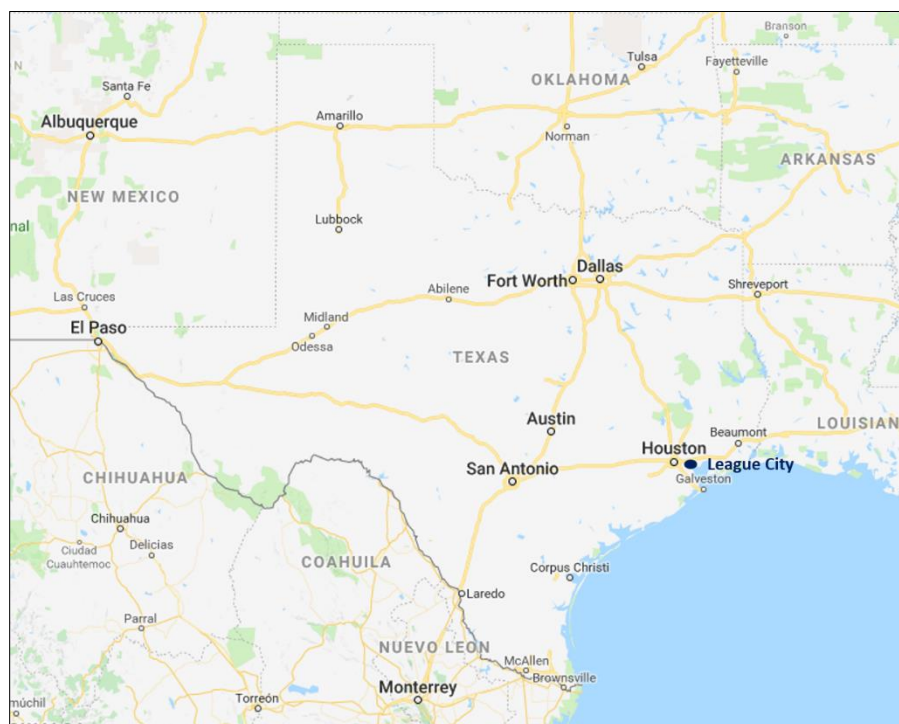 Branson
N
Tulsa
Fayetteville
OKLAHOMA
Santa Fe
Amarillo
Albuquerque
Norman
ARKANSAS
NEW MEXICO
nal
Lubbock
Dallas
Fort Worth
Abilene
Shreveport
Las Cruces
Midland
El Paso
Odessa
TEXAS
Austin
LOUISIAN
Beaumont
Houston
League City
San Antonio
Galveston
CHIHUAHUA
Chihuahua
Ciudad
Cuauhtemoc
Delicias
COAHUILA
Corpus Christi
Laredo
Parral
NUEVO LEON
McAllen
Brownsville
Monterrey
Torreón
múchil